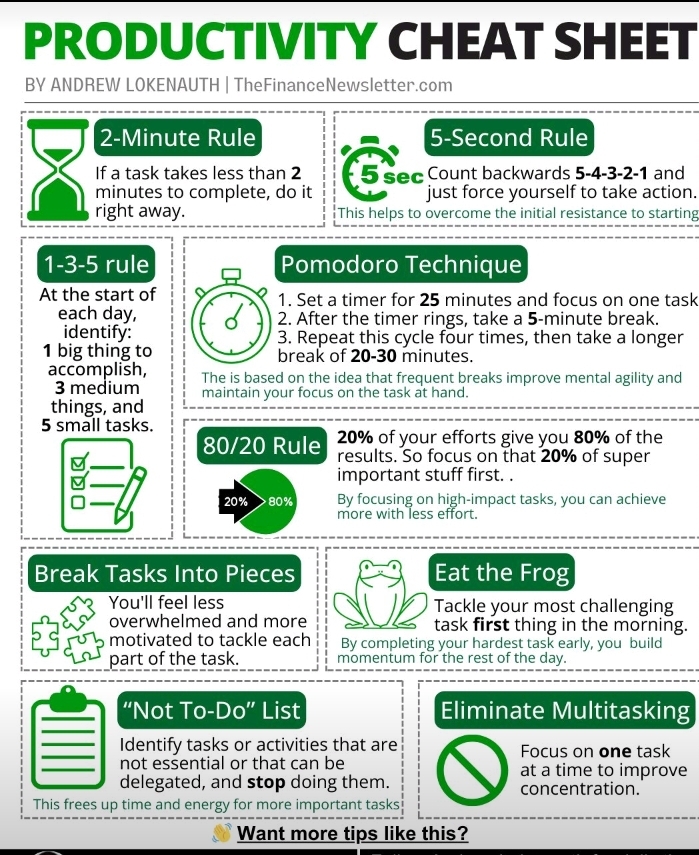 PRODUCTIVITY CHEAT SHEET
BY ANDREW LOKENAUTH | TheFinanceNewsletter.com
2-Minute Rule
If a task takes less than 2
minutes to complete, do it
right away.
5-Second Rule
5 sec
Count backwards 5-4-3-2-1 and
just force yourself to take action.
This helps to overcome the initial resistance to starting
1-3-5 rule
At the start of
each day,
identify:
1 big thing to
accomplish,
3 medium
things, and
5 small tasks.
Pomodoro Technique
1. Set a timer for 25 minutes and focus on one task
2. After the timer rings, take a 5-minute break.
3. Repeat this cycle four times, then take a longer
break of 20-30 minutes.
The is based on the idea that frequent breaks improve mental agility and
maintain your focus on the task at hand.
80/20 Rule
20% 80%
20% of your efforts give you 80% of the
results. So focus on that 20% of super
important stuff first. .
By focusing on high-impact tasks, you can achieve
more with less effort.
Break Tasks Into Pieces
You'll feel less
overwhelmed and more
motivated to tackle each
part of the task.
Eat the Frog
Tackle your most challenging
task first thing in the morning.
By completing your hardest task early, you  build
momentum for the rest of the day.
“Not To-Do” List
Identify tasks or activities that are
not essential or that can be
delegated, and stop doing them.
This frees up time and energy for more important tasks
Eliminate Multitasking
Focus on one task
at a time to improve
concentration.
👋 Want more tips like this?